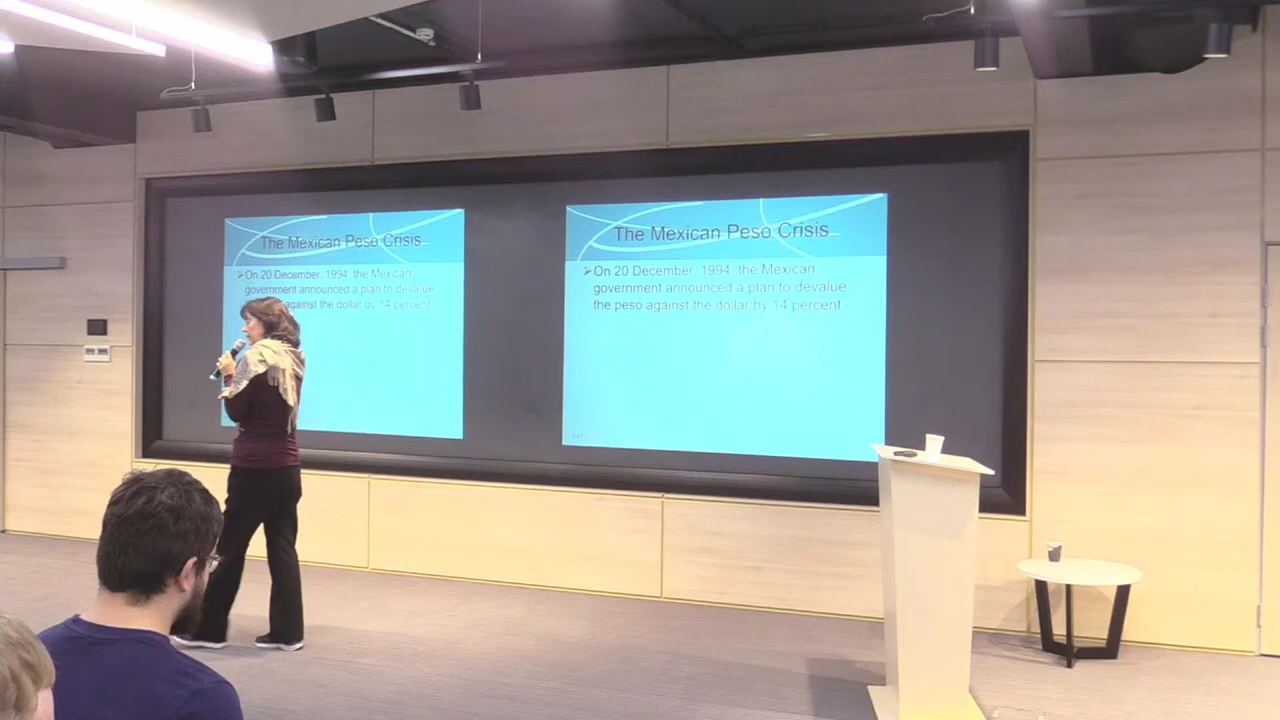 The Mexican Peso Crisis
➢On 20 December, 1994, the Mexican
government announced a plan to devalue
against the dollar by 14 percent.
The Mexican Peso Crisis
➢On 20 December, 1994, the Mexican
government announced a plan to devalue
the peso against the dollar by 14 percent.